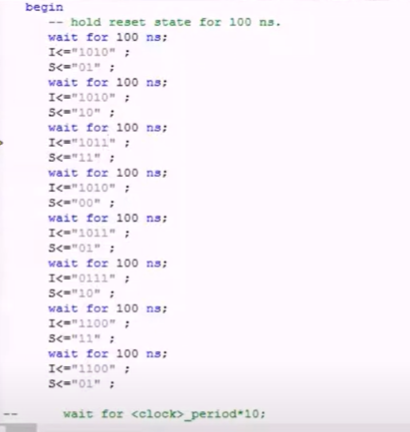 begin
-- hold reset state for 100 ns.
wait for 100 ns;
I<="1010" ;
S<="01" ;
wait for 100 ns;
I<="1010" ;
S<="10" ;
wait for 100 ns;
I<="1011" ;
S<="11" ;
wait for 100 ns;
I<="1010" ;
S<="00" ;
wait for 100 ns;
I<="1011" ;
S<="01" ;
wait for 100 ns;
I<="0111" ;
S<="10" ;
wait for 100 ns;
I<="1100" ;
S<="11" ;
wait for 100 ns;
I<="1100" ;
S<="01" ;
-- wait for <clock>_period*10;